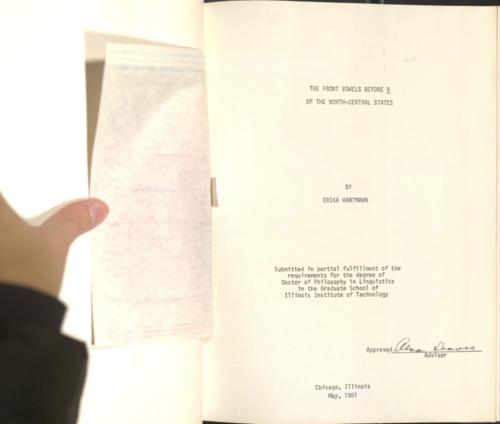 THE FRONT VOWELS BEFORE R
OF THE NORTH-CENTRAL STATES
BY
ERIKA HARTMANN
Submitted in partial fulfillment of the
requirements for the degree of
Doctor of Philosophy in Linguistics
in the Graduate School of
Illinois Institute of Technology
Approved
Advisor
Chicago, Illinois
May, 1981